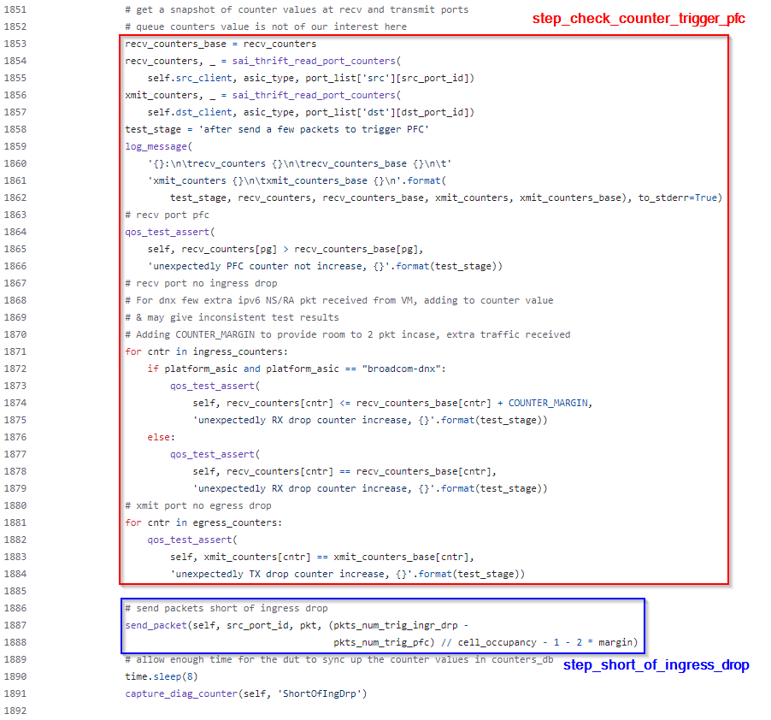 1851 # get a snapshot of counter values at recv and transmit ports
1852 # queue counters value is not of our interest here
step_check_counter_trigger_pfc
1853 recv_counters_base = recv_counters
1854 recv_counters, _ = sai_thrift_read_port_counters(
1855 self.src_client, asic_type, port_list['src'][src_port_id])
1856 xmit_counters, _ = sai_thrift_read_port_counters(
1857 self.dst_client, asic_type, port_list['dst'][dst_port_id])
1858 test_stage = 'after send a few packets to trigger PFC'
1859 log_message(
1860 '{}:\n\trecv_counters {}\n\trecv_counters_base {}\n\t'
1861 'xmit_counters {}\n\txmit_counters_base {}\n'.format(
1862 test_stage, recv_counters, recv_counters_base, xmit_counters, xmit_counters_base), to_stderr=True)
1863 # recv port pfc
1864 qos_test_assert(
1865 self, recv_counters[pg] > recv_counters_base[pg],
1866 'unexpectedly PFC counter not increase, {}'.format(test_stage))
1867 # recv port no ingress drop
1868 # For dnx few extra ipv6 NS/RA pkt received from VM, adding to counter value
1869 # & may give inconsistent test results
1870 # Adding COUNTER_MARGIN to provide room to 2 pkt incase, extra traffic received
1871 for cntr in ingress_counters:
1872 if platform_asic and platform_asic == "broadcom-dnx":
1873 qos_test_assert(
1874 self, recv_counters[cntr] <= recv_counters_base[cntr] + COUNTER_MARGIN,
1875 'unexpectedly RX drop counter increase, {}'.format(test_stage))
1876 else:
1877 qos_test_assert(
1878 self, recv_counters[cntr] == recv_counters_base[cntr],
1879 'unexpectedly RX drop counter increase, {}'.format(test_stage))
1880 # xmit port no egress drop
1881 for cntr in egress_counters:
1882 qos_test_assert(
1883 self, xmit_counters[cntr] == xmit_counters_base[cntr],
1884 'unexpectedly TX drop counter increase, {}'.format(test_stage))
1885
1886 # send packets short of ingress drop
1887 send_packet(self, src_port_id, pkt, (pkts_num_trig_ingr_drp -
1888 pkts_num_trig_pfc) // cell_occupancy - 1 - 2 * margin)
1889 # allow enough time for the dut to sync up the counter values in counters_db
step_short_of_ingress_drop
1890 time.sleep(8)
1891 capture_diag_counter(self, 'ShortOfIngDrp')
1892